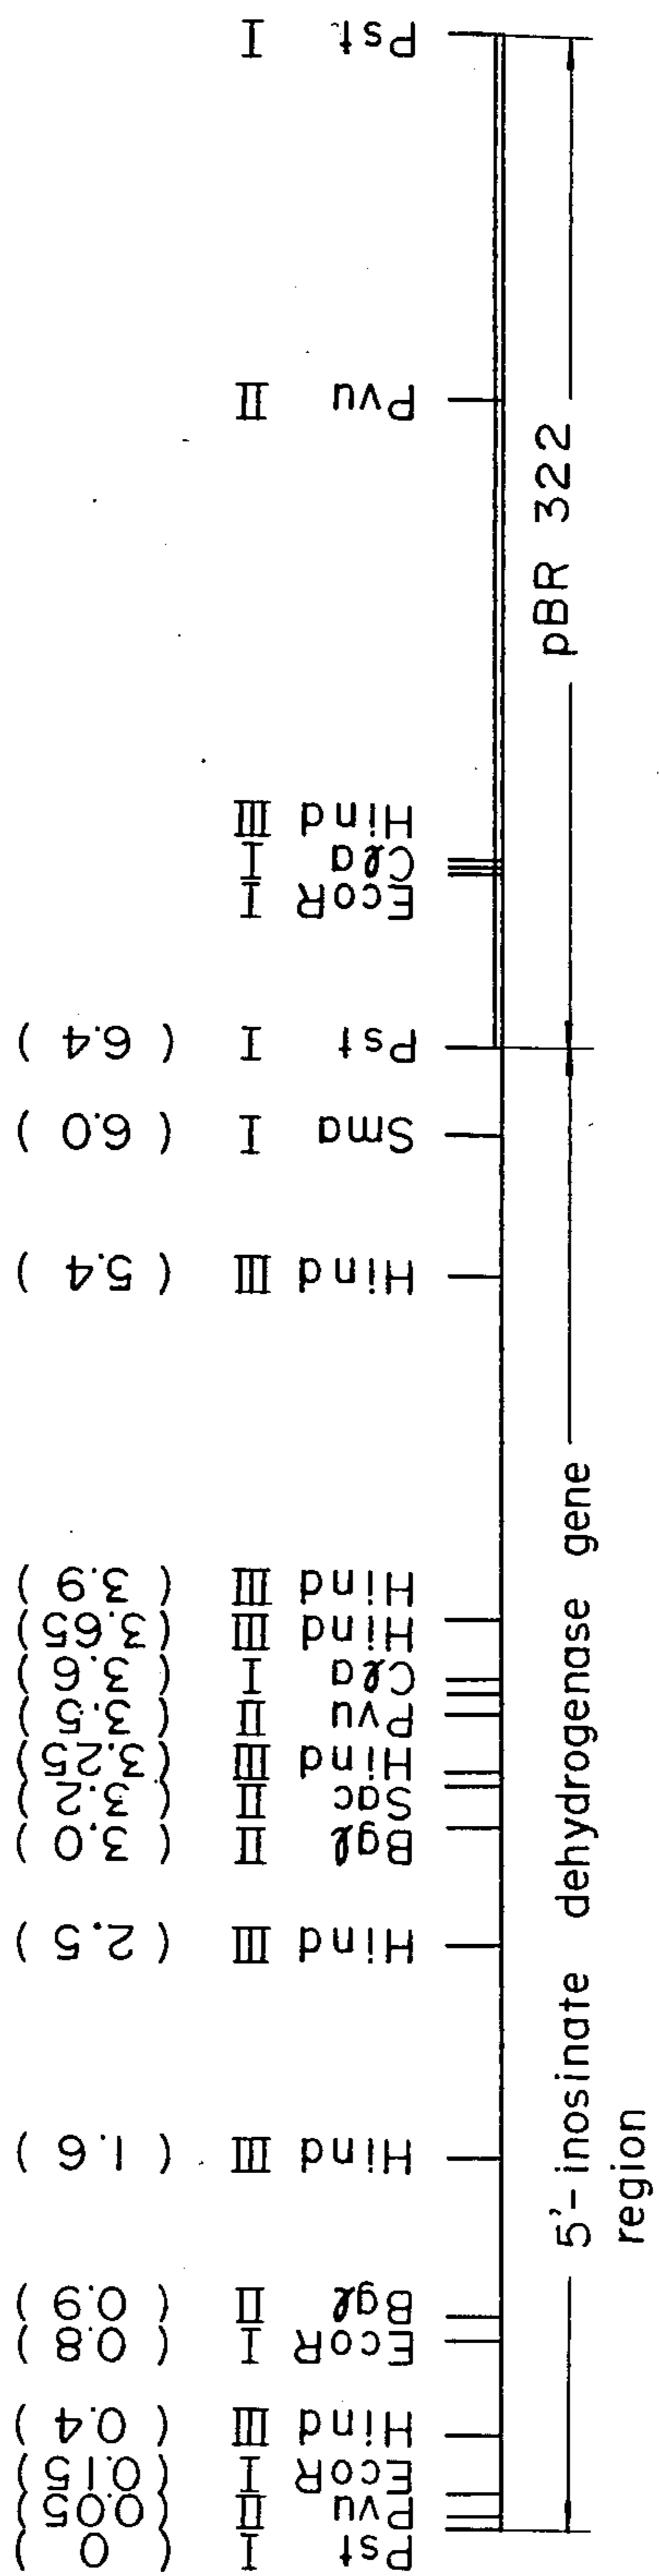 Pst I ( 0 )
Pvu II ( 0.05 )
EcoR I ( 0.15 )
Hind III ( 0.4 )
EcoR I ( 0.8 )
Bgl II ( 0.9 )
Hind III ( 1.6 )
Hind III ( 2.5 )
Bgl II ( 3.0 )
Sac II ( 3.2 )
Hind III ( 3.25 )
Pvu II ( 3.5 )
Cla I ( 3.6 )
Hind III ( 3.65 )
Hind III ( 3.9 )
Hind III ( 5.4 )
Sma I ( 6.0 )
Pst I ( 6.4 )
EcoR I
Cla I
Hind III
Pvu II
Pst I
5'-inosinate dehydrogenase gene
region
pBR 322